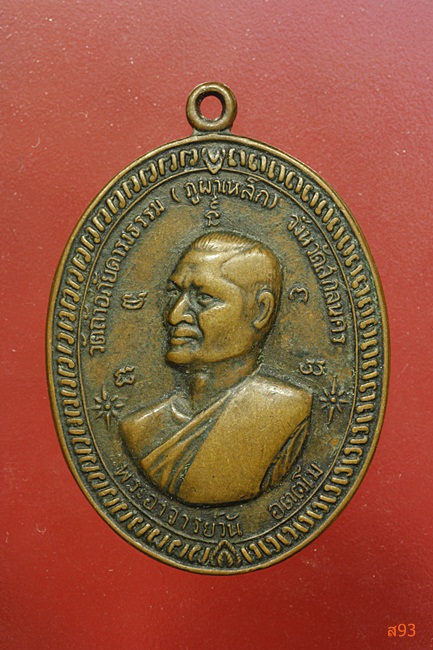 วัดถ้ำอภัยดำรงธรรม (ภูผาเหล็ก) จังหวัดสกลนคร
พระอาจารย์วัน อุตตโม
ส93